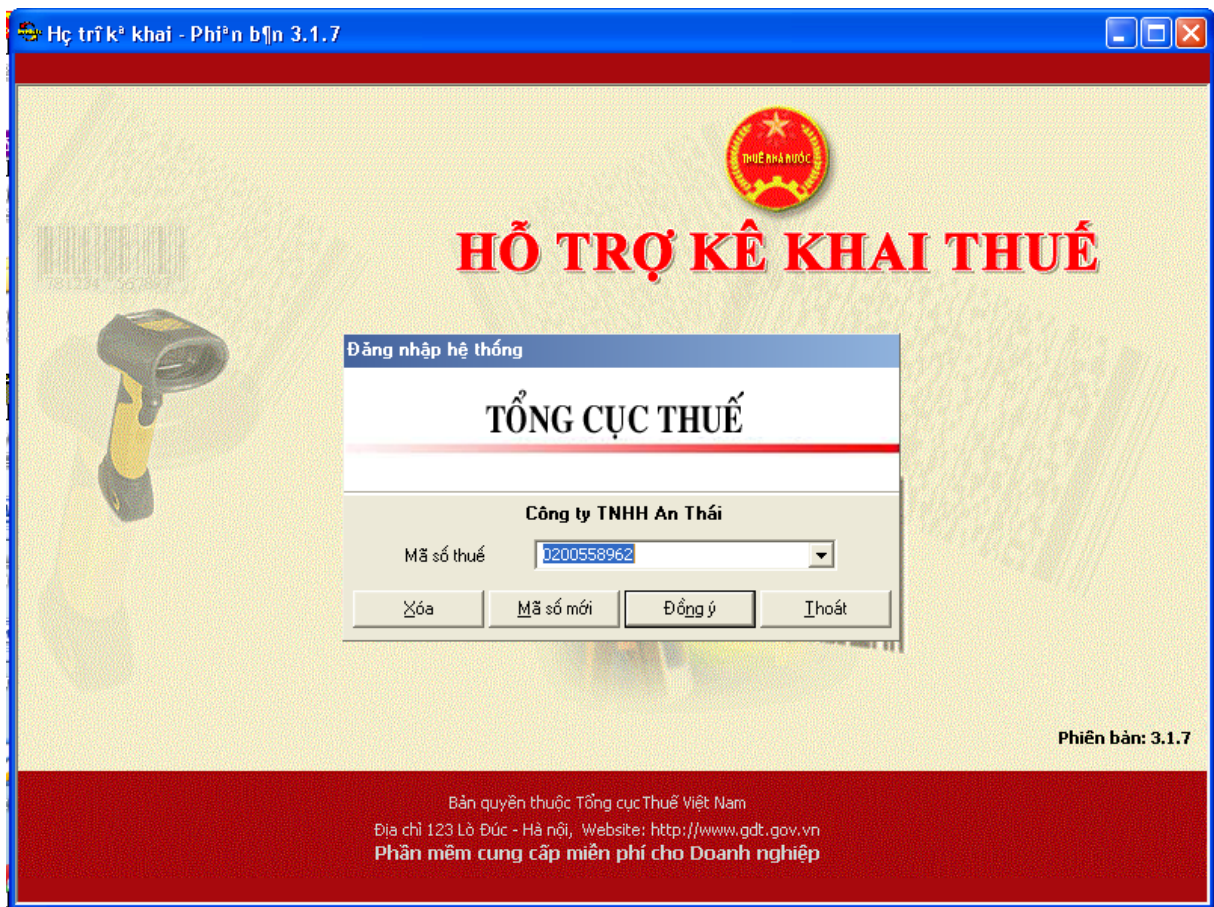 Hç trî kª khai - Phiªn b¶n 3.1.7
THUẾ NHÀ NƯỚC
HỖ TRỢ KÊ KHAI THUẾ
Đăng nhập hệ thống
TỔNG CỤC THUẾ
Công ty TNHH An Thái
Mã số thuế 0200558962
Xóa Mã số mới Đồng ý Thoát
Phiên bản: 3.1.7
Bản quyền thuộc Tổng cục Thuế Việt Nam
Địa chỉ 123 Lò Đúc - Hà nội, Website: http://www.gdt.gov.vn
Phần mềm cung cấp miễn phí cho Doanh nghiệp